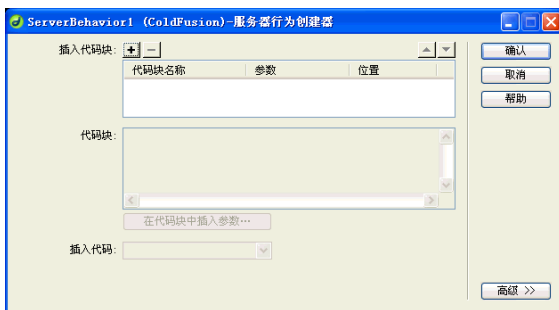 ServerBehavior1 (ColdFusion)-服务器行为创建器
插入代码块:
确认
代码块名称 参数 位置
取消
帮助
代码块:
在代码块中插入参数…
插入代码:
高级 >>